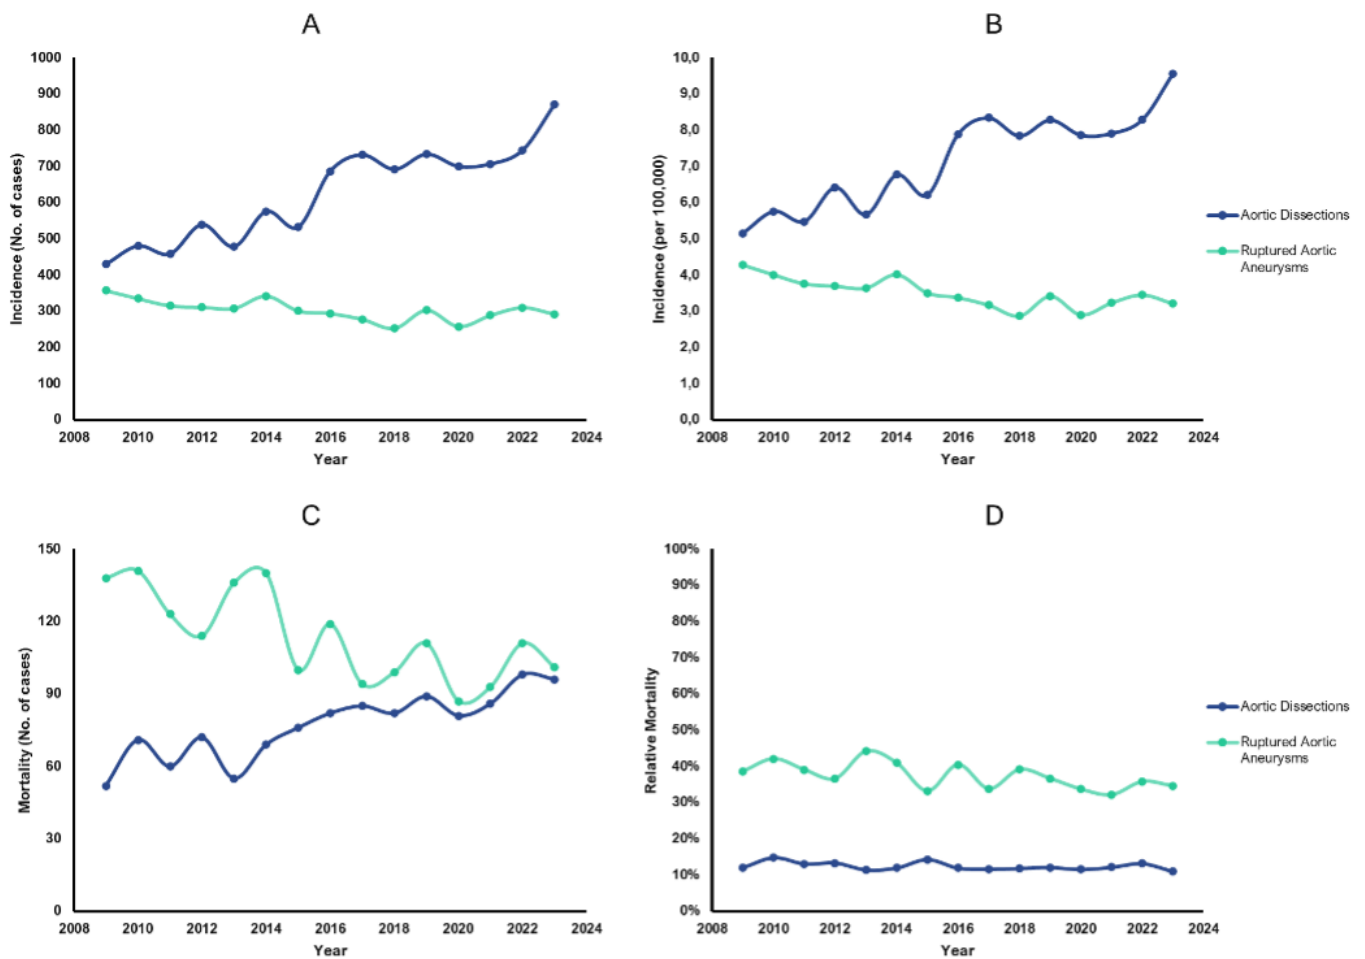 A
Incidence (No. of cases)
1000
900
800
700
600
500
400
300
200
100
0
2008 2010 2012 2014 2016 2018 2020 2022 2024
Year
B
Incidence (per 100,000)
10,0
9,0
8,0
7,0
6,0
5,0
4,0
3,0
2,0
1,0
0,0
2008 2010 2012 2014 2016 2018 2020 2022 2024
Year
Aortic Dissections
Ruptured Aortic
Aneurysms
C
Mortality (No. of cases)
150
120
90
60
30
0
2008 2010 2012 2014 2016 2018 2020 2022 2024
Year
D
Relative Mortality
100%
90%
80%
70%
60%
50%
40%
30%
20%
10%
0%
2008 2010 2012 2014 2016 2018 2020 2022 2024
Year
Aortic Dissections
Ruptured Aortic
Aneurysms